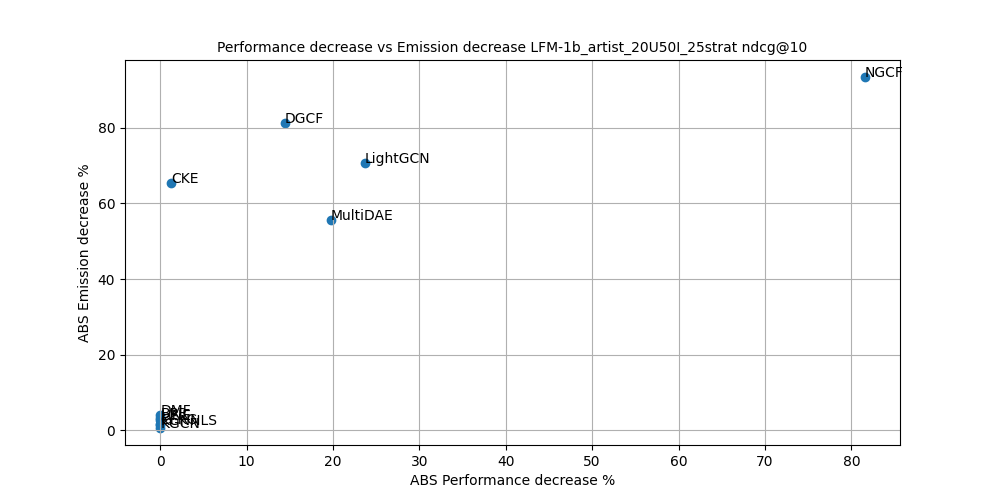 Performance decrease vs Emission decrease LFM-1b_artist_20U50I_25strat ndcg@10
NGCF
DGCF
LightGCN
CKE
MultiDAE
DMF
KGCN
ABS Emission decrease %
80
60
40
20
0
0 10 20 30 40 50 60 70 80
ABS Performance decrease %